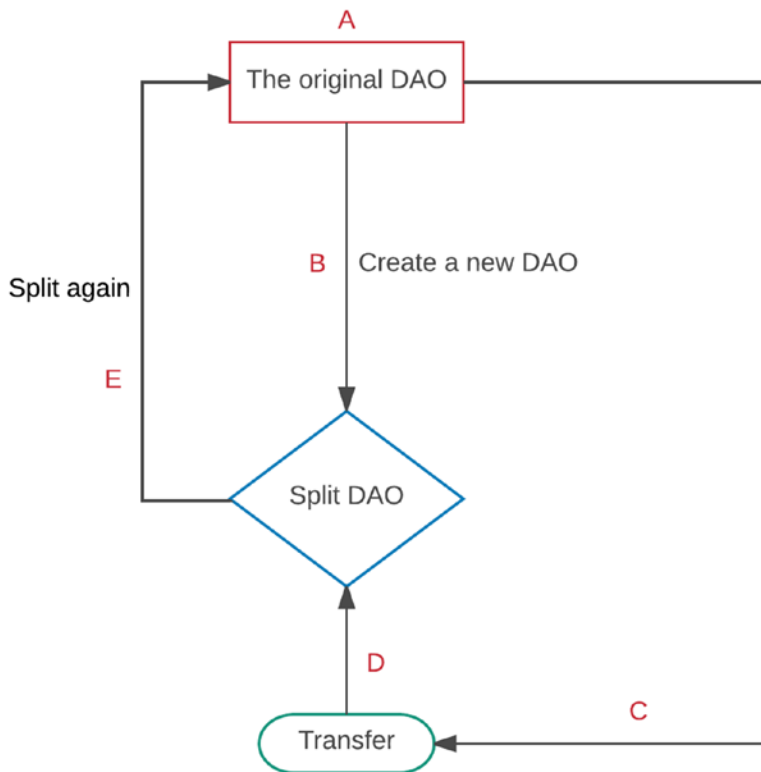 A
The original DAO
B
Create a new DAO
Split again
E
Split DAO
D
C
Transfer